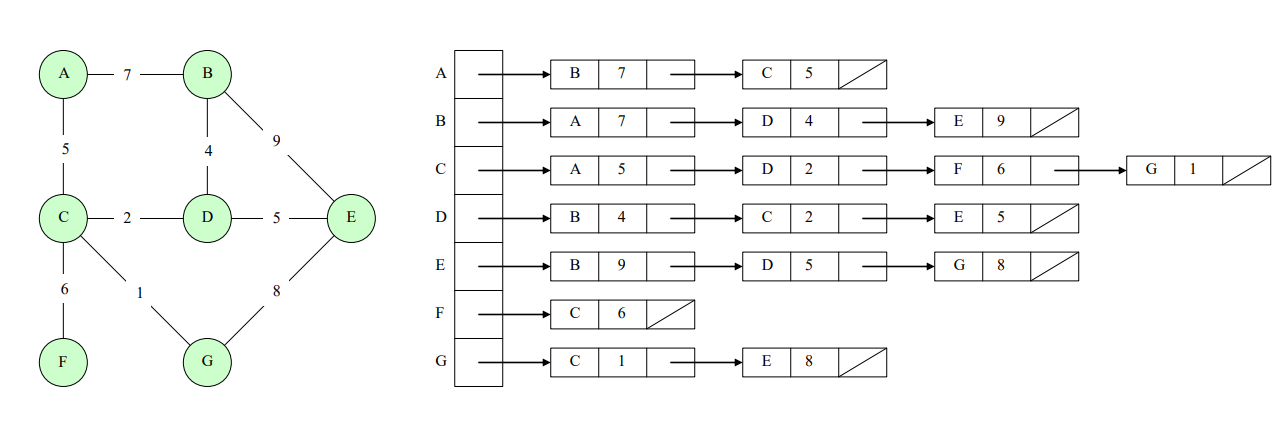 A 7 B
5 4 9
C 2 D 5 E
6 1 8
F G
A B 7 C 5
B A 7 D 4 E 9
C A 5 D 2 F 6 G 1
D B 4 C 2 E 5
E B 9 D 5 G 8
F C 6
G C 1 E 8